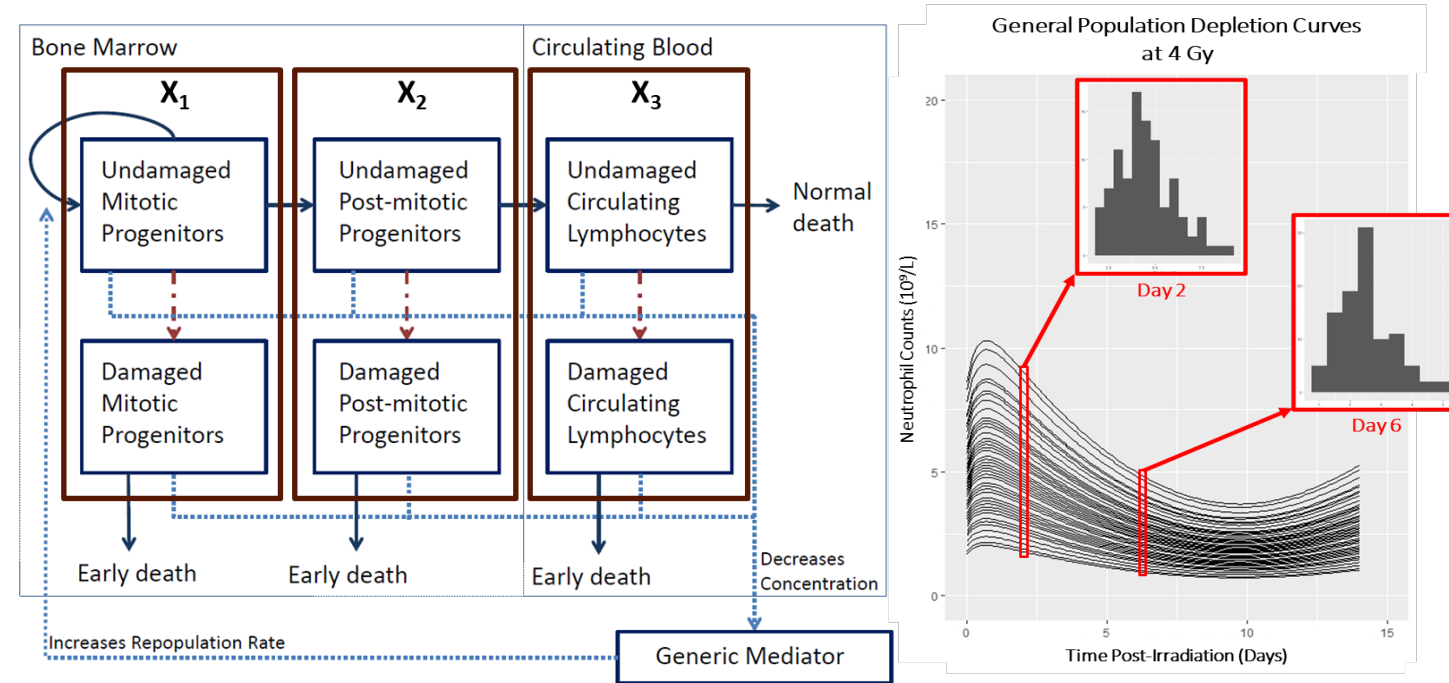 Bone Marrow
Circulating Blood
X1
X2
X3
Undamaged
Mitotic
Progenitors
Undamaged
Post-mitotic
Progenitors
Undamaged
Circulating
Lymphocytes
Normal
death
Damaged
Mitotic
Progenitors
Damaged
Post-mitotic
Progenitors
Damaged
Circulating
Lymphocytes
Early death
Early death
Early death
Decreases
Concentration
Increases Repopulation Rate
Generic Mediator
General Population Depletion Curves
at 4 Gy
Neutrophil Counts (10⁹/L)
20
15
10
5
0
Day 2
Day 6
0
5
10
15
Time Post-Irradiation (Days)